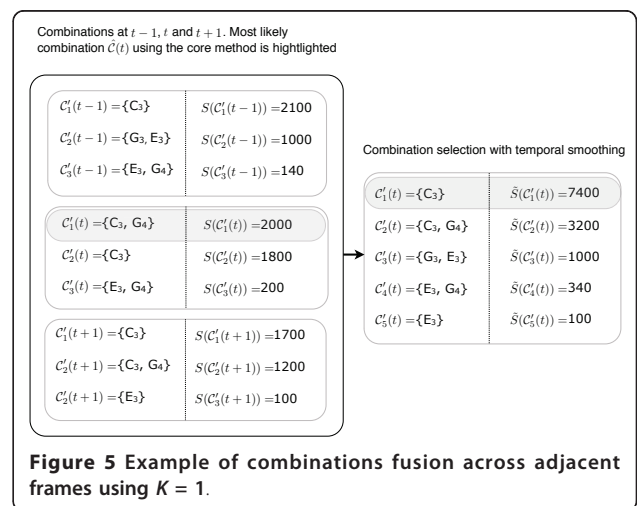 Combinations at t − 1, t and t + 1. Most likely
combination Ĉ(t) using the core method is hightlighted
C′₁(t − 1) ={C₃} S(C′₁(t − 1)) =2100
C′₂(t − 1) ={G₃, E₃} S(C′₂(t − 1)) =1000
C′₃(t − 1) ={E₃, G₄} S(C′₃(t − 1)) =140
C′₁(t) ={C₃, G₄} S(C′₁(t)) =2000
C′₂(t) ={C₃} S(C′₂(t)) =1800
C′₃(t) ={E₃, G₄} S(C′₃(t)) =200
C′₁(t + 1) ={C₃} S(C′₁(t + 1)) =1700
C′₂(t + 1) ={C₃, G₄} S(C′₂(t + 1)) =1200
C′₂(t + 1) ={E₃} S(C′₃(t + 1)) =100
Combination selection with temporal smoothing
C′₁(t) ={C₃} S̃(C′₁(t)) =7400
C′₂(t) ={C₃, G₄} S̃(C′₂(t)) =3200
C′₃(t) ={G₃, E₃} S̃(C′₃(t)) =1000
C′₄(t) ={E₃, G₄} S̃(C′₄(t)) =340
C′₅(t) ={E₃} S̃(C′₅(t)) =100
Figure 5 Example of combinations fusion across adjacent
frames using K = 1.